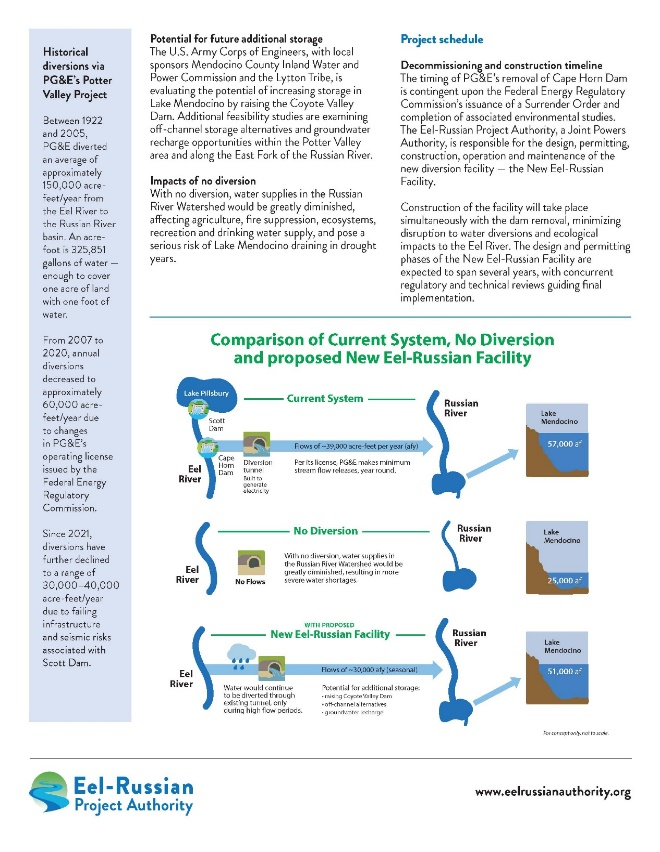 Historical
diversions via
PG&E's Potter
Valley Project
Between 1922
and 2005,
PG&E diverted
an average of
approximately
150,000 acre-
feet/year from
the Eel River to
the Russian River
basin. An acre-
foot is 325,851
gallons of water —
enough to cover
one acre of land
with one foot of
water.
From 2007 to
2020, annual
diversions
decreased to
approximately
60,000 acre-
feet/year due
to changes
in PG&E's
operating license
issued by the
Federal Energy
Regulatory
Commission.
Since 2021,
diversions have
further declined
to a range of
30,000–40,000
acre-feet/year
due to failing
infrastructure
and seismic risks
associated with
Scott Dam.
Potential for future additional storage
The U.S. Army Corps of Engineers, with local
sponsors Mendocino County Inland Water and
Power Commission and the Lytton Tribe, is
evaluating the potential of increasing storage in
Lake Mendocino by raising the Coyote Valley
Dam. Additional feasibility studies are examining
off-channel storage alternatives and groundwater
recharge opportunities within the Potter Valley
area and along the East Fork of the Russian River.
Impacts of no diversion
With no diversion, water supplies in the Russian
River Watershed would be greatly diminished,
affecting agriculture, fire suppression, ecosystems,
recreation and drinking water supply, and pose a
serious risk of Lake Mendocino draining in drought
years.
Project schedule
Decommissioning and construction timeline
The timing of PG&E's removal of Cape Horn Dam
is contingent upon the Federal Energy Regulatory
Commission's issuance of a Surrender Order and
completion of associated environmental studies.
The Eel-Russian Project Authority, a Joint Powers
Authority, is responsible for the design, permitting,
construction, operation and maintenance of the
new diversion facility — the New Eel-Russian
Facility.
Construction of the facility will take place
simultaneously with the dam removal, minimizing
disruption to water diversions and ecological
impacts to the Eel River. The design and permitting
phases of the New Eel-Russian Facility are
expected to span several years, with concurrent
regulatory and technical reviews guiding final
implementation.
Comparison of Current System, No Diversion
and proposed New Eel-Russian Facility
Current System
Lake Pillsbury
Scott
Dam
Cape
Horn
Dam
Eel
River
Diversion
tunnel
Built to
generate
electricity
Flows of ~39,000 acre-feet per year (afy)
Per its license, PG&E makes minimum
stream flow releases, year round.
Russian
River
Lake
Mendocino
57,000 af
No Diversion
Eel
River
No Flows
With no diversion, water supplies in
the Russian River Watershed would be
greatly diminished, resulting in more
severe water shortages.
Russian
River
Lake
Mendocino
25,000 af
WITH PROPOSED
New Eel-Russian Facility
Eel
River
Flows of ~30,000 afy (seasonal)
Water would continue
to be diverted through
existing tunnel, only
during high flow periods.
Potential for additional storage:
• raising Coyote Valley Dam
• off-channel alternatives
• groundwater recharge
Russian
River
Lake
Mendocino
51,000 af
For concept only, not to scale.
Eel-Russian
Project Authority
www.eelrussianauthority.org